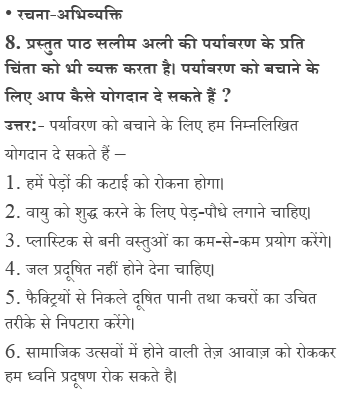 • रचना-अभिव्यक्ति
8. प्रस्तुत पाठ सलीम अली की पर्यावरण के प्रति
चिंता को भी व्यक्त करता है। पर्यावरण को बचाने के
लिए आप कैसे योगदान दे सकते हैं ?
उत्तर:- पर्यावरण को बचाने के लिए हम निम्नलिखित
योगदान दे सकते हैं –
1. हमें पेड़ों की कटाई को रोकना होगा।
2. वायु को शुद्ध करने के लिए पेड़-पौधे लगाने चाहिए।
3. प्लास्टिक से बनी वस्तुओं का कम-से-कम प्रयोग करेंगे।
4. जल प्रदूषित नहीं होने देना चाहिए।
5. फैक्ट्रियों से निकले दूषित पानी तथा कचरों का उचित
तरीके से निपटारा करेंगे।
6. सामाजिक उत्सवों में होने वाली तेज़ आवाज़ को रोककर
हम ध्वनि प्रदूषण रोक सकते है।